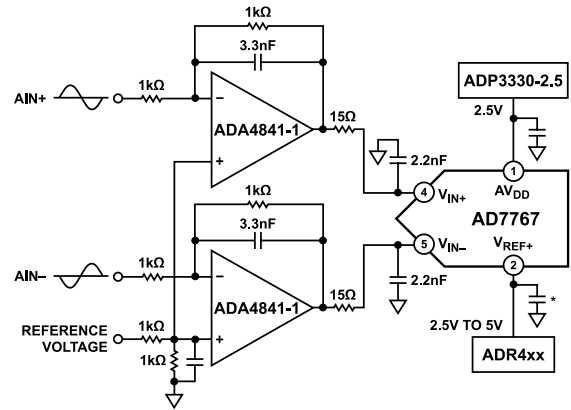 1kΩ
3.3nF
ADP3330-2.5
AIN+
1kΩ
−
ADA4841-1
+
15Ω
2.5V
2.2nF
1
AVDD
4
VIN+
AD7767
1kΩ
3.3nF
5
VIN−
VREF+
2
AIN−
1kΩ
−
ADA4841-1
+
15Ω
2.2nF
*
REFERENCE
VOLTAGE
1kΩ
1kΩ
2.5V TO 5V
ADR4xx